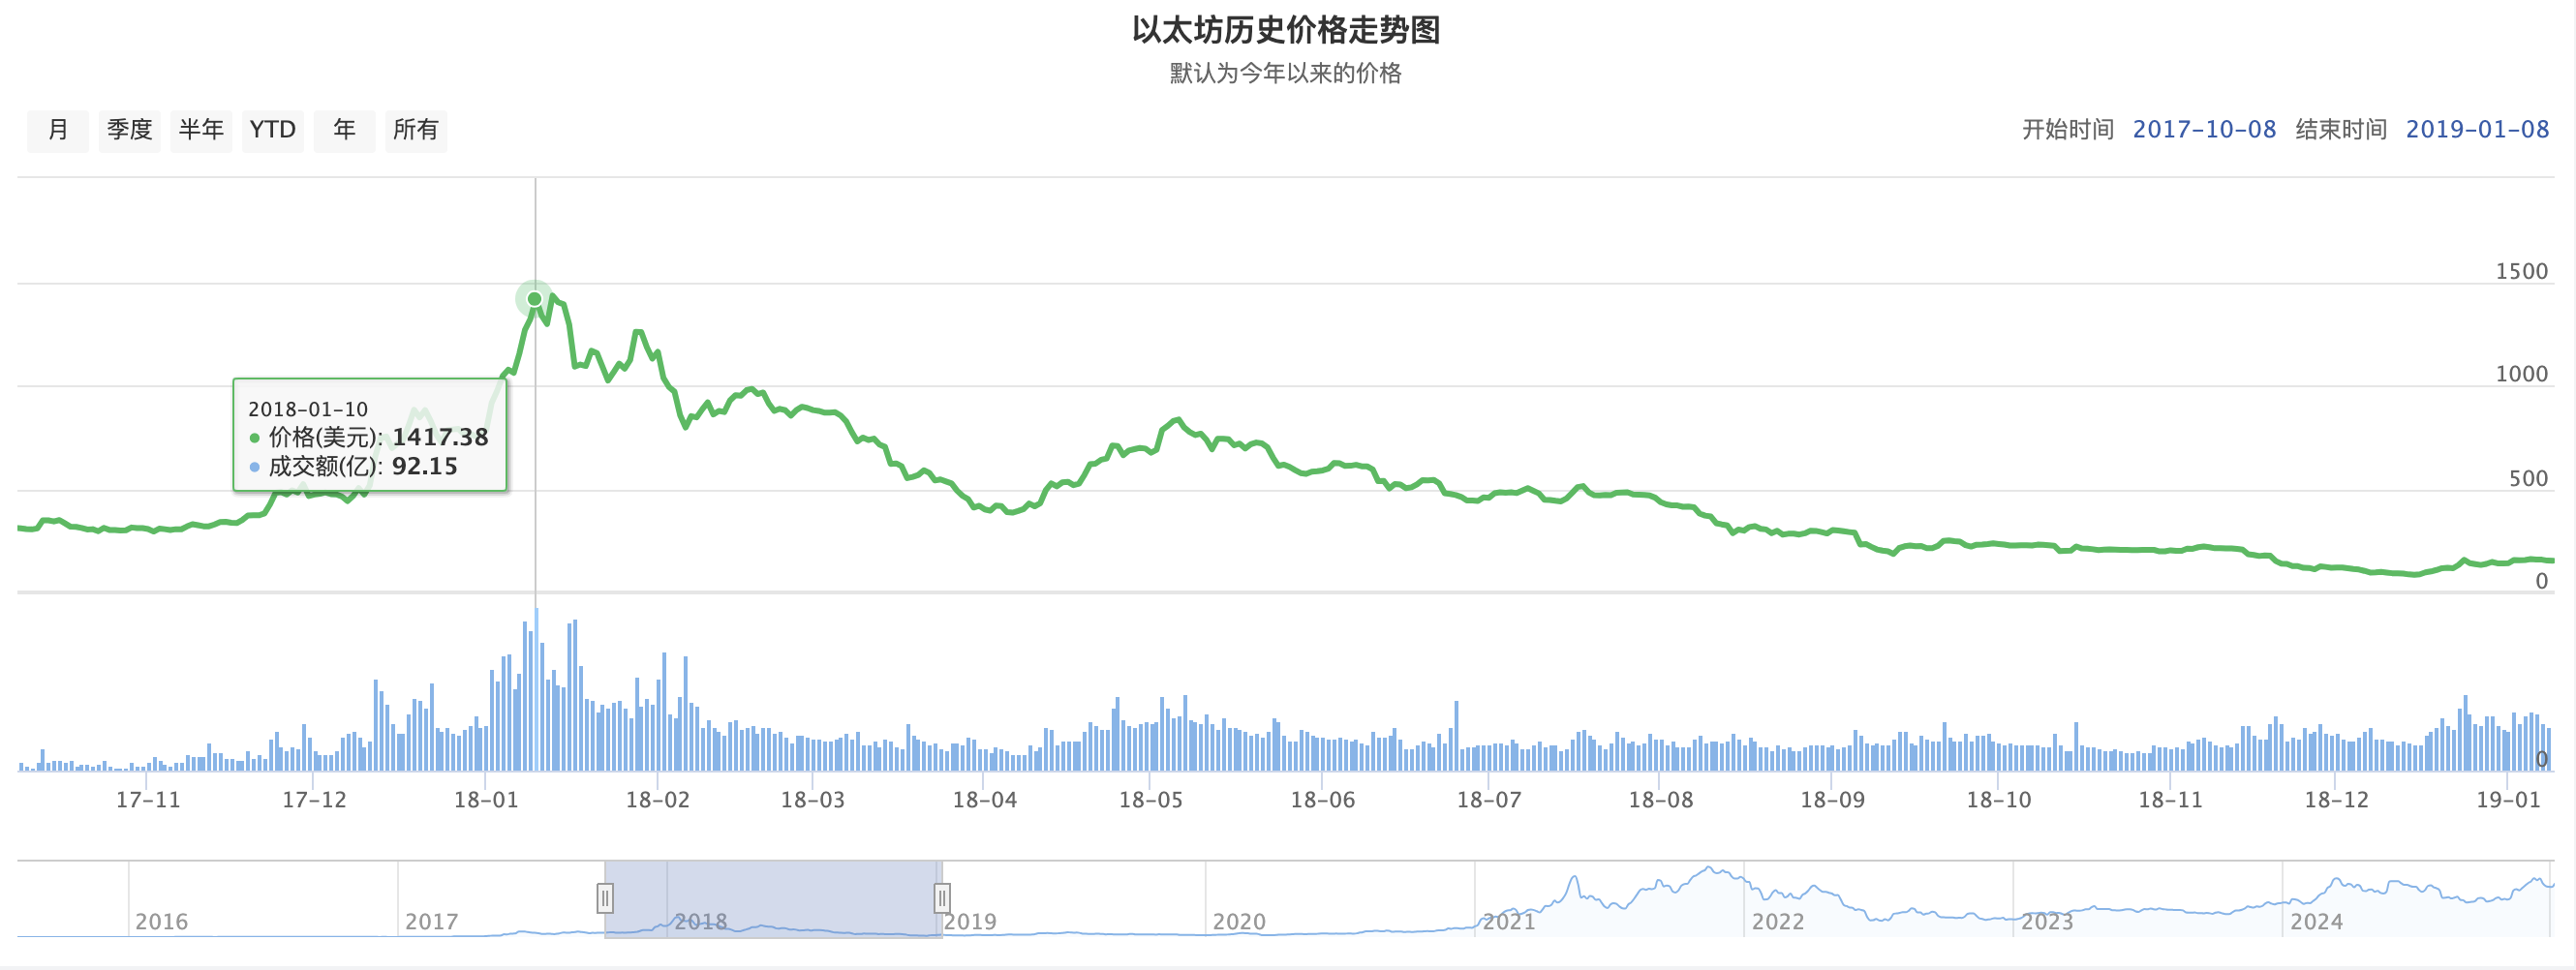 以太坊历史价格走势图
默认为今年以来的价格
月 季度 半年 YTD 年 所有 开始时间 2017-10-08 结束时间 2019-01-08
1500
1000
2018-01-10
价格(美元): 1417.38
成交额(亿): 92.15
500
0
0
17-11 17-12 18-01 18-02 18-03 18-04 18-05 18-06 18-07 18-08 18-09 18-10 18-11 18-12 19-01
2016 2017 2018 2019 2020 2021 2022 2023 2024